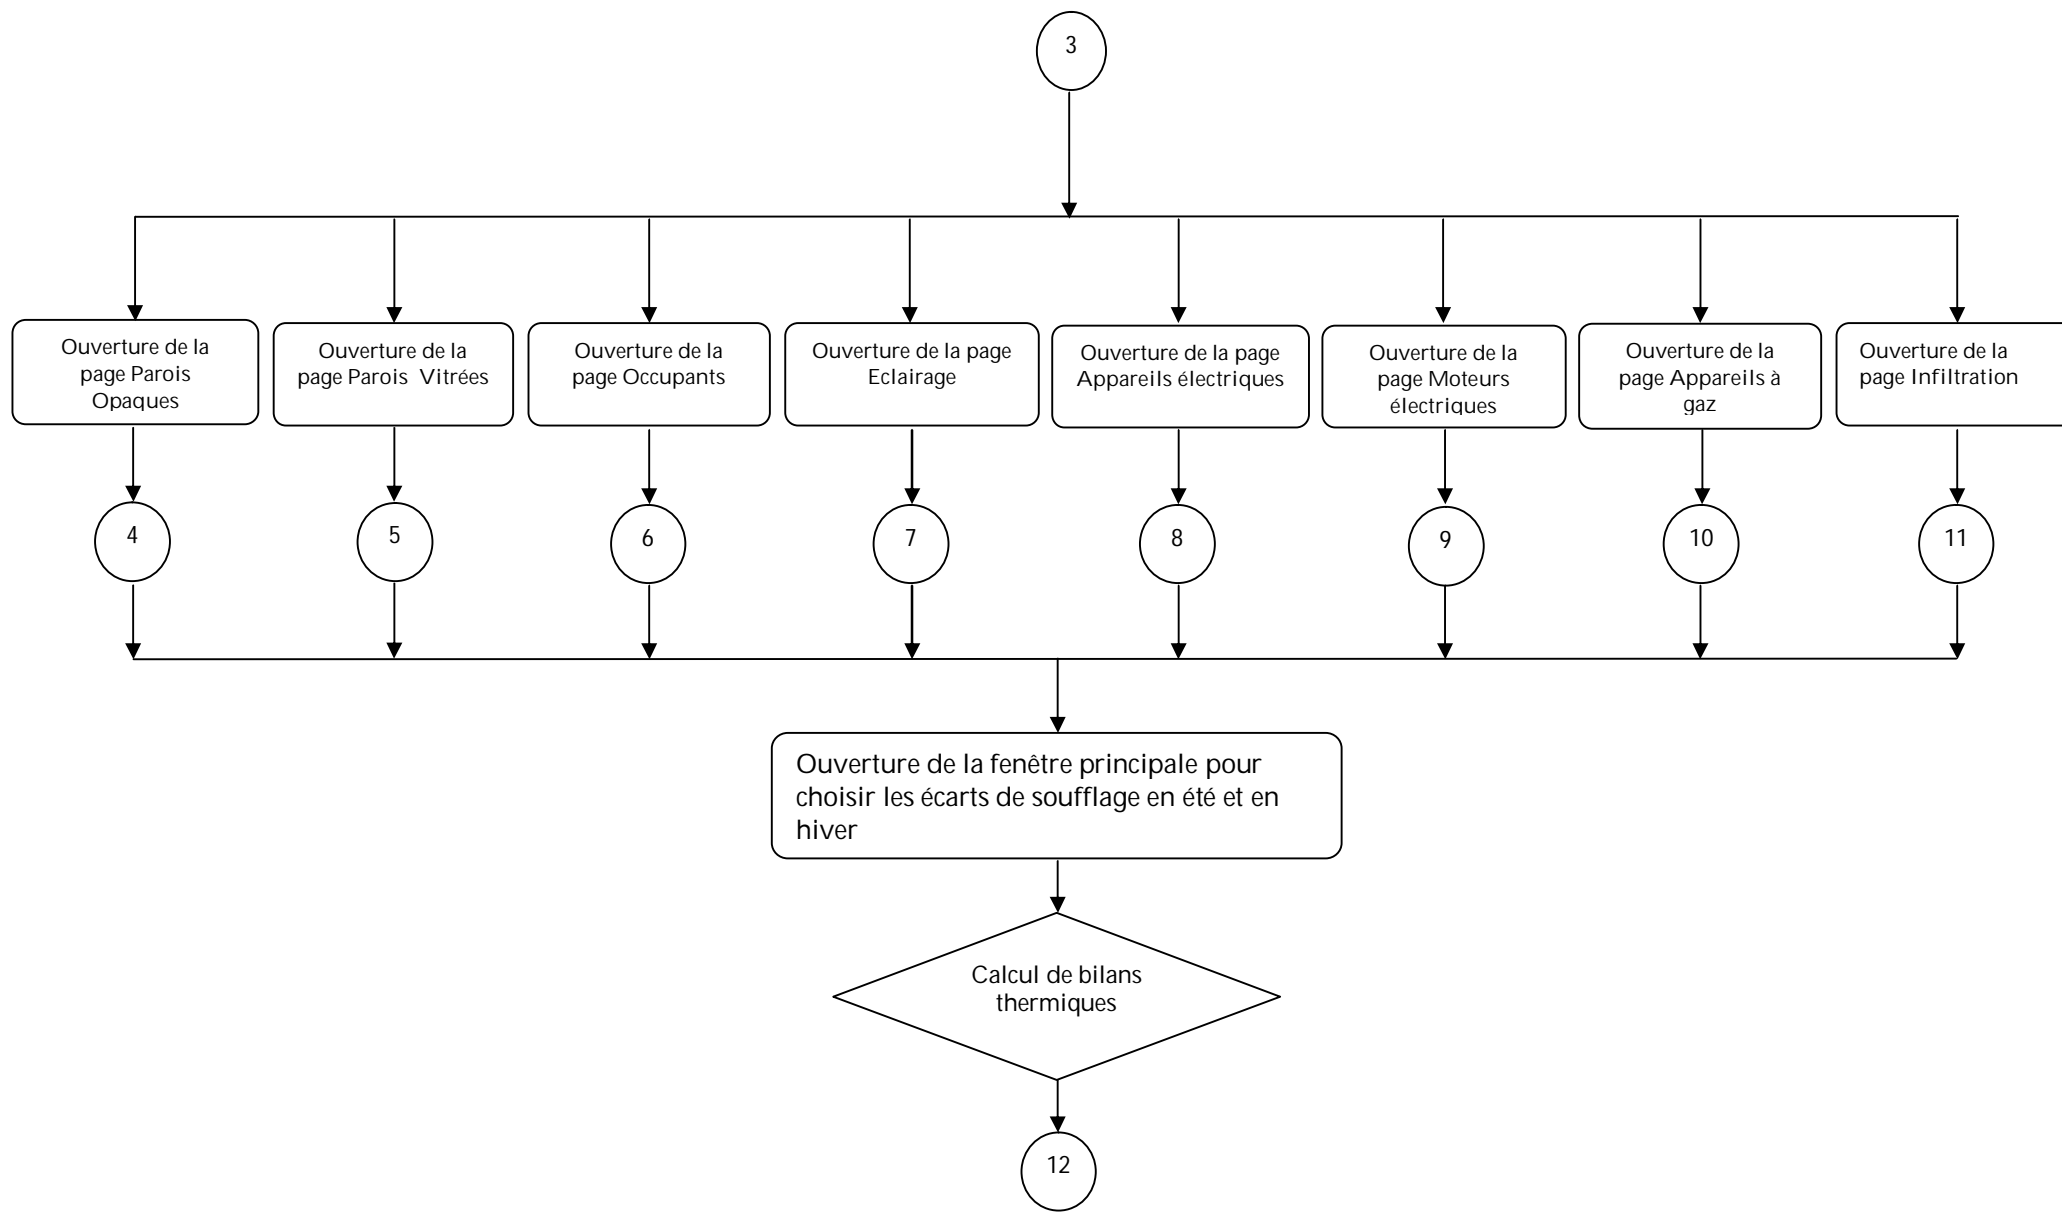 3
Ouverture de la
page Parois
Opaques
Ouverture de la
page Parois Vitrées
Ouverture de la
page Occupants
Ouverture de la page
Eclairage
Ouverture de la page
Appareils électriques
Ouverture de la
page Moteurs
électriques
Ouverture de la
page Appareils à
gaz
Ouverture de la
page Infiltration
4
5
6
7
8
9
10
11
Ouverture de la fenêtre principale pour
choisir les écarts de soufflage en été et en
hiver
Calcul de bilans
thermiques
12